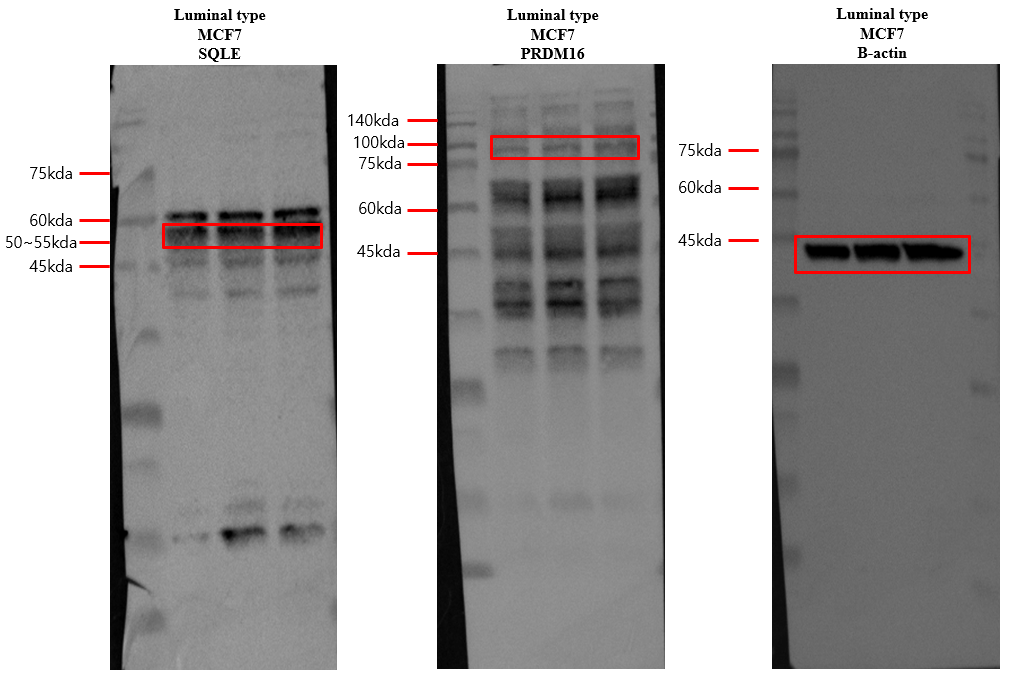 Luminal type
MCF7
SQLE
75kda
60kda
50~55kda
45kda
Luminal type
MCF7
PRDM16
140kda
100kda
75kda
60kda
45kda
Luminal type
MCF7
B-actin
75kda
60kda
45kda